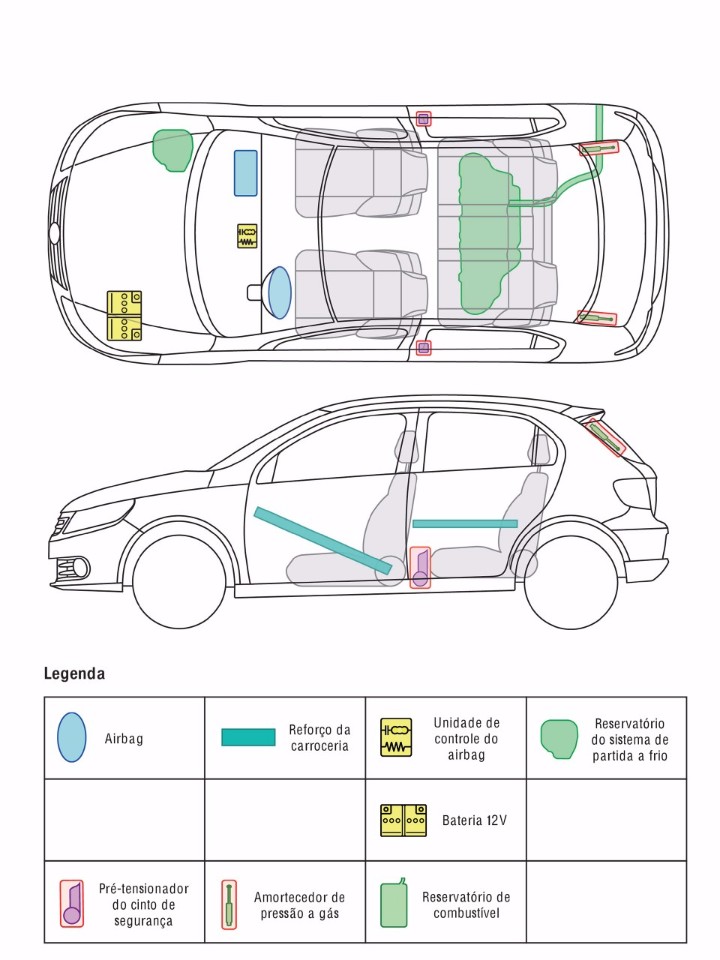 Legenda
Airbag
Reforço da
carroceria
Unidade de
controle do
airbag
Reservatório
do sistema de
partida a frio
Bateria 12V
Pré-tensionador
do cinto de
segurança
Amortecedor de
pressão a gás
Reservatório de
combustível